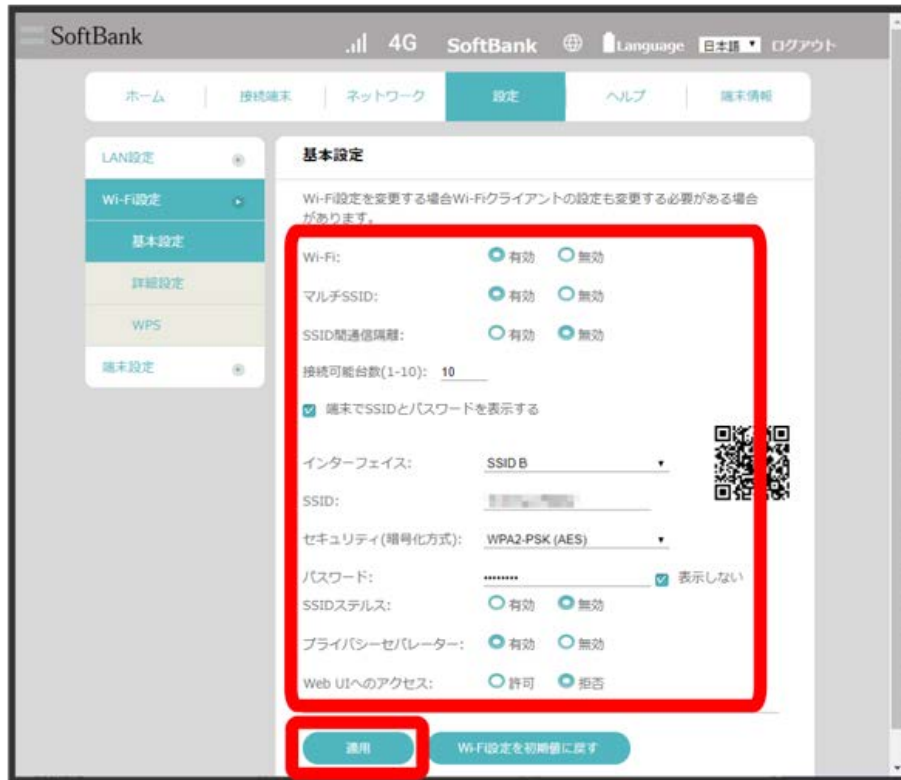 SoftBank
4G SoftBank Language 日本語 ログアウト
ホーム 接続端末 ネットワーク 設定 ヘルプ 端末情報
LAN設定
Wi-Fi設定
基本設定
詳細設定
WPS
端末設定
基本設定
Wi-Fi設定を変更する場合Wi-Fiクライアントの設定も変更する必要がある場合
があります。
Wi-Fi: 有効 無効
マルチSSID: 有効 無効
SSID間通信隔離: 有効 無効
接続可能台数(1-10): 10
端末でSSIDとパスワードを表示する
インターフェイス: SSID B
SSID:
セキュリティ(暗号化方式): WPA2-PSK (AES)
パスワード: •••••••• 表示しない
SSIDステルス: 有効 無効
プライバシーセパレーター: 有効 無効
Web UIへのアクセス: 許可 拒否
適用 Wi-Fi設定を初期値に戻す